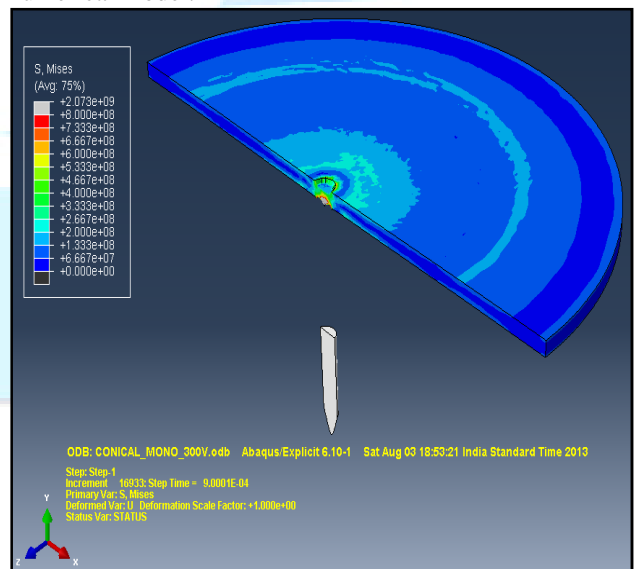 S, Mises
(Avg: 75%)
+2.073e+09
+8.000e+08
+7.333e+08
+6.667e+08
+6.000e+08
+5.333e+08
+4.667e+08
+4.000e+08
+3.333e+08
+2.667e+08
+2.000e+08
+1.333e+08
+6.667e+07
+0.000e+00
ODB: CONICAL_MONO_300V.odb Abaqus/Explicit 6.10-1 Sat Aug 03 18:53:21 India Standard Time 2013
Step: Step-1
Increment 16933: Step Time = 9.0001E-04
Primary Var: S, Mises
Deformed Var: U Deformation Scale Factor: +1.000e+00
Status Var: STATUS
Y
Z X